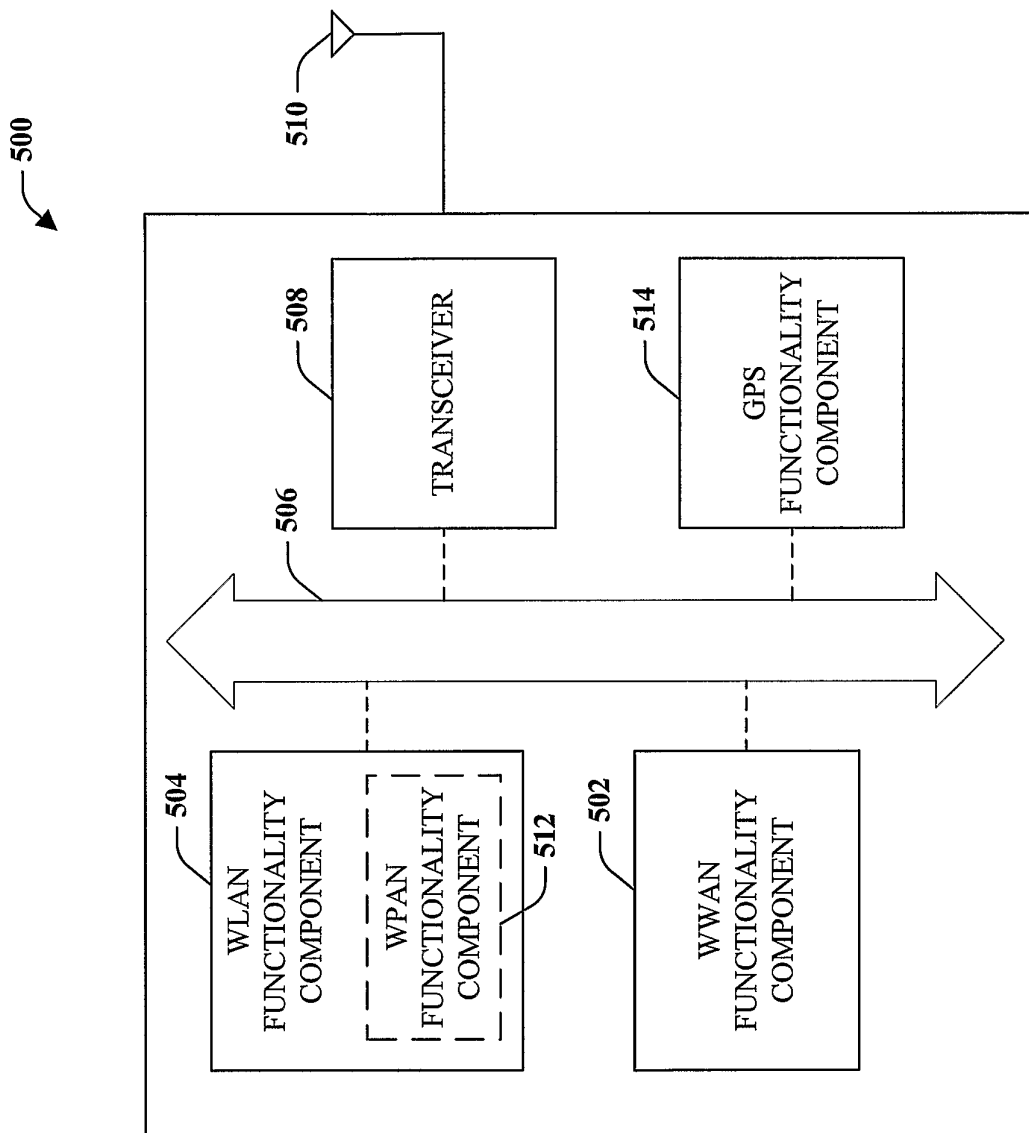 500
510
504
WLAN
FUNCTIONALITY
COMPONENT
WPAN
FUNCTIONALITY
COMPONENT
512
506
508
TRANSCEIVER
502
WWAN
FUNCTIONALITY
COMPONENT
514
GPS
FUNCTIONALITY
COMPONENT